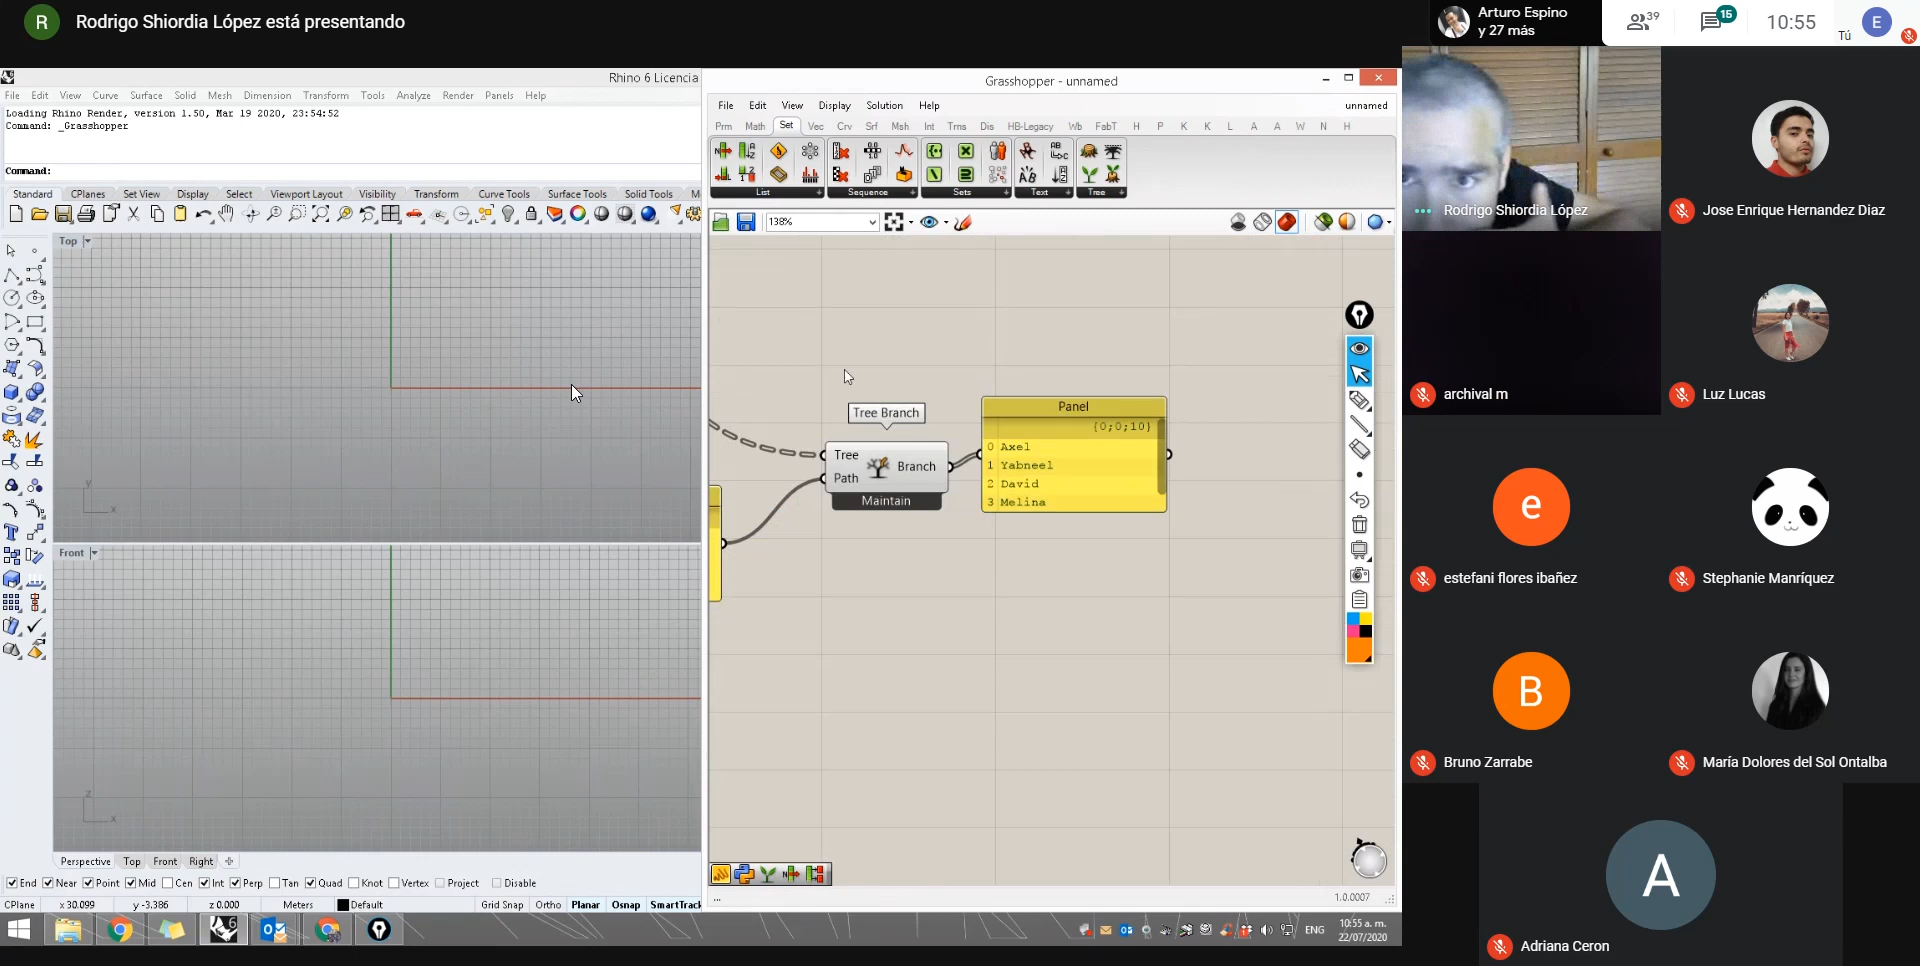 R Rodrigo Shiordia López está presentando
Arturo Espino
y 27 más
39
15
10:55
Tú
E
Rhino 6 Licencia
File Edit View Curve Surface Solid Mesh Dimension Transform Tools Analyze Render Panels Help
Loading Rhino Render, version 1.50, Mar 19 2020, 23:54:52
Command: _Grasshopper
Command:
Standard CPlanes Set View Display Select Viewport Layout Visibility Transform Curve Tools Surface Tools Solid Tools M
Top
y
x
Front
z
x
Perspective Top Front Right
End Near Point Mid Cen Int Perp Tan Quad Knot Vertex Project Disable
CPlane x 30.099 y -3.386 z 0.000 Meters Default Grid Snap Ortho Planar Osnap SmartTrack
Grasshopper - unnamed
File Edit View Display Solution Help unnamed
Prm Math Set Vec Crv Srf Msh Int Trns Dis HB-Legacy Wb FabT H P K K L A A W N H
List Sequence Sets Text Tree
138%
Tree Branch
Tree
Path
Branch
Maintain
Panel
{0;0;10}
0 Axel
1 Yabneel
2 David
3 Melina
...
1.0.0007
ENG
10:55 a. m.
22/07/2020
Rodrigo Shiordia López
Jose Enrique Hernandez Diaz
archival m
Luz Lucas
e
estefani flores ibañez
Stephanie Manríquez
B
Bruno Zarrabe
María Dolores del Sol Ontalba
A
Adriana Ceron